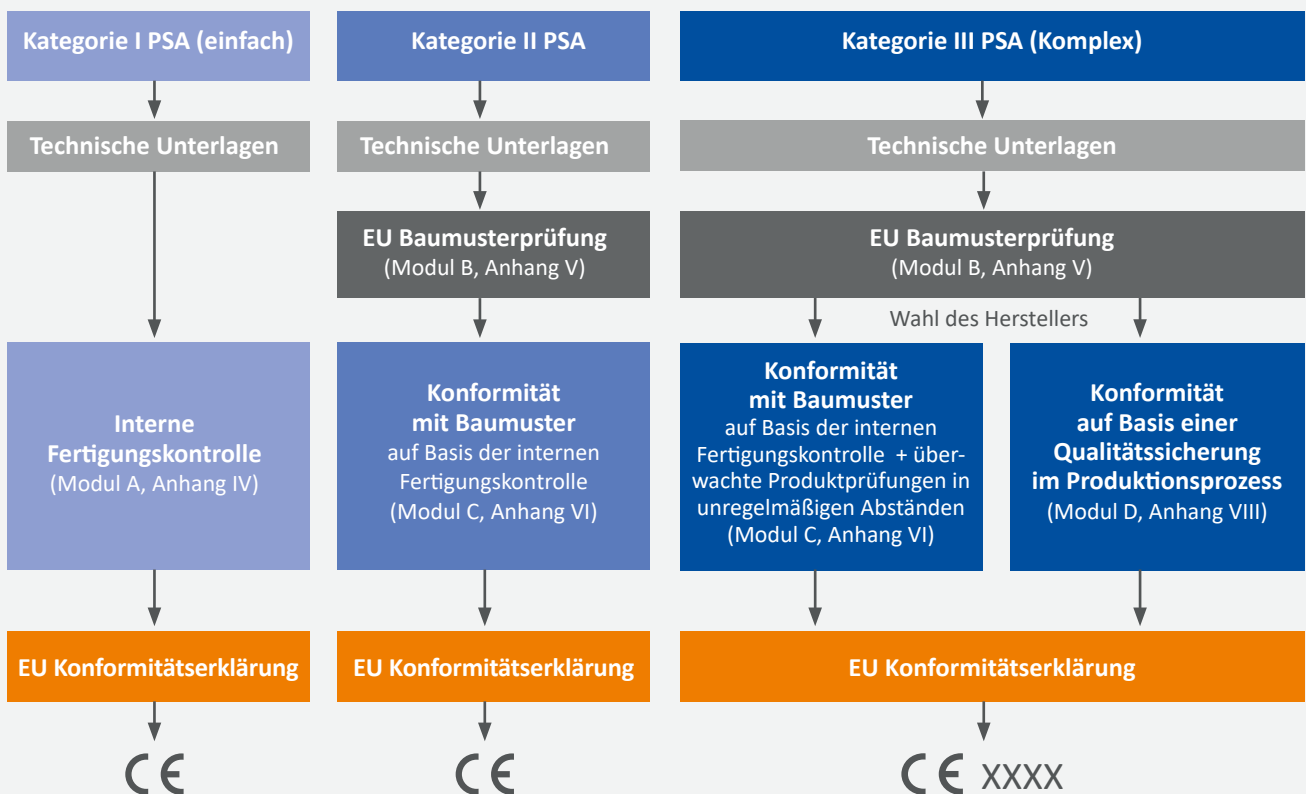 Kategorie I PSA (einfach)
Technische Unterlagen
Interne
Fertigungskontrolle
(Modul A, Anhang IV)
EU Konformitätserklärung
CE
Kategorie II PSA
Technische Unterlagen
EU Baumusterprüfung
(Modul B, Anhang V)
Konformität
mit Baumuster
auf Basis der internen
Fertigungskontrolle
(Modul C, Anhang VI)
EU Konformitätserklärung
CE
Kategorie III PSA (Komplex)
Technische Unterlagen
EU Baumusterprüfung
(Modul B, Anhang V)
Wahl des Herstellers
Konformität
mit Baumuster
auf Basis der internen
Fertigungskontrolle + über-
wachte Produktprüfungen in
unregelmäßigen Abständen
(Modul C, Anhang VI)
Konformität
auf Basis einer
Qualitätssicherung
im Produktionsprozess
(Modul D, Anhang VIII)
EU Konformitätserklärung
CE XXXX